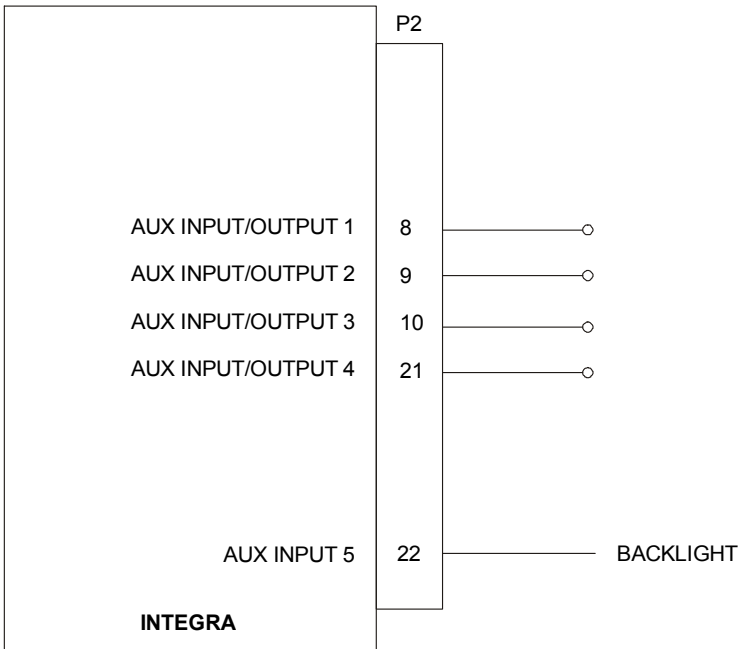 P2
AUX INPUT/OUTPUT 1 8
AUX INPUT/OUTPUT 2 9
AUX INPUT/OUTPUT 3 10
AUX INPUT/OUTPUT 4 21
AUX INPUT 5 22 BACKLIGHT
INTEGRA